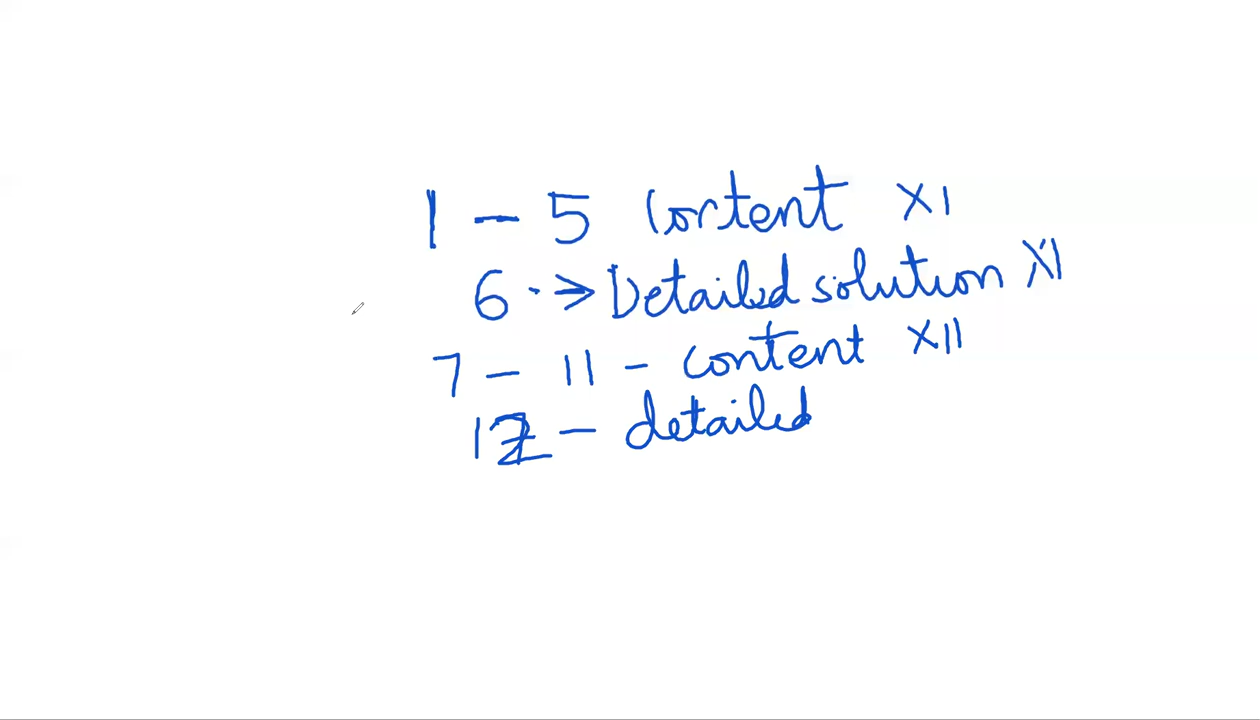 1 - 5 Content XI
6 -> Detailed solution XI
7 - 11 - content XII
12 - detailed